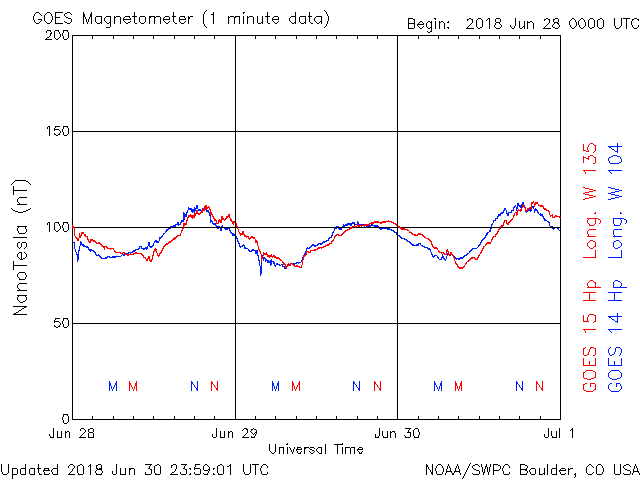 GOES Magnetometer (1 minute data)
Begin: 2018 Jun 28 0000 UTC
200
150
100
50
0
NanoTesla (nT)
M M N N M M N N M M N N
Jun 28 Jun 29 Jun 30 Jul 1
Universal Time
GOES 15 Hp Long. W 135
GOES 14 Hp Long. W 104
Updated 2018 Jun 30 23:59:01 UTC
NOAA/SWPC Boulder, CO USA